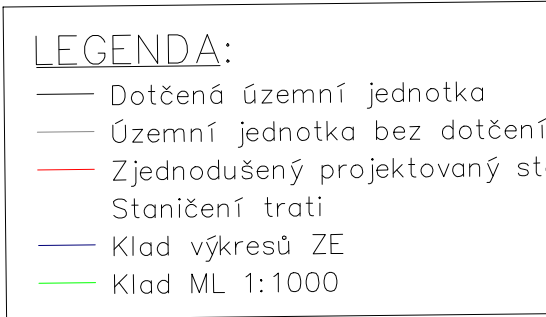 LEGENDA:
Dotčená územní jednotka
Územní jednotka bez dotčení
Zjednodušený projektovaný
Staničení trati
Klad výkresů ZE
Klad ML 1:1000